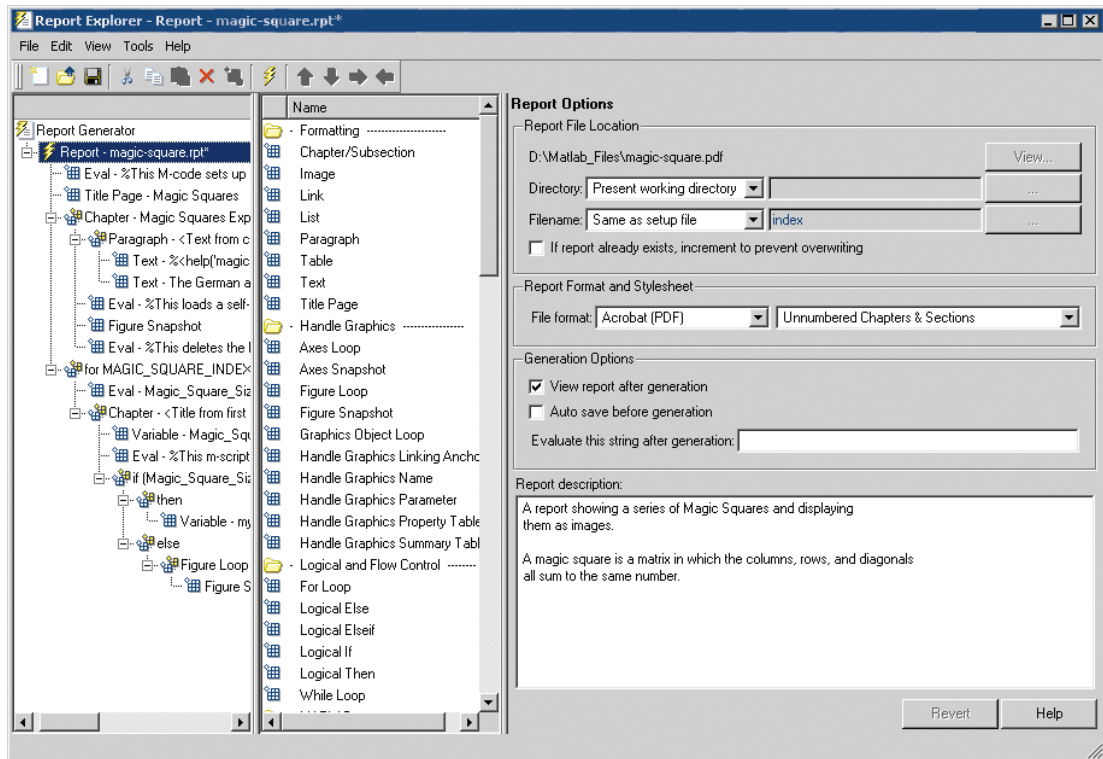 Report Explorer - Report - magic-square.rpt*
File Edit View Tools Help
Report Generator
Report - magic-square.rpt*
Eval - %This M-code sets up
Title Page - Magic Squares
Chapter - Magic Squares Exp
Paragraph - <Text from c
Text - %<help('magic
Text - The German a
Eval - %This loads a self-
Figure Snapshot
Eval - %This deletes the
for MAGIC_SQUARE_INDEX
Eval - Magic_Square_Siz
Chapter - <Title from first
Variable - Magic_Squ
Eval - %This m-script
if (Magic_Square_Siz
then
Variable - my
else
Figure Loop
Figure S
Name
- Formatting ---------------------
Chapter/Subsection
Image
Link
List
Paragraph
Table
Text
Title Page
- Handle Graphics ----------------
Axes Loop
Axes Snapshot
Figure Loop
Figure Snapshot
Graphics Object Loop
Handle Graphics Linking Ancho
Handle Graphics Name
Handle Graphics Parameter
Handle Graphics Property Table
Handle Graphics Summary Tabl
- Logical and Flow Control --------
For Loop
Logical Else
Logical Elseif
Logical If
Logical Then
While Loop
Report Options
Report File Location
D:\Matlab_Files\magic-square.pdf View...
Directory: Present working directory ...
Filename: Same as setup file index ...
If report already exists, increment to prevent overwriting
Report Format and Stylesheet
File format: Acrobat (PDF) Unnumbered Chapters & Sections
Generation Options
View report after generation
Auto save before generation
Evaluate this string after generation:
Report description:
A report showing a series of Magic Squares and displaying
them as images.
A magic square is a matrix in which the columns, rows, and diagonals
all sum to the same number.
Revert Help